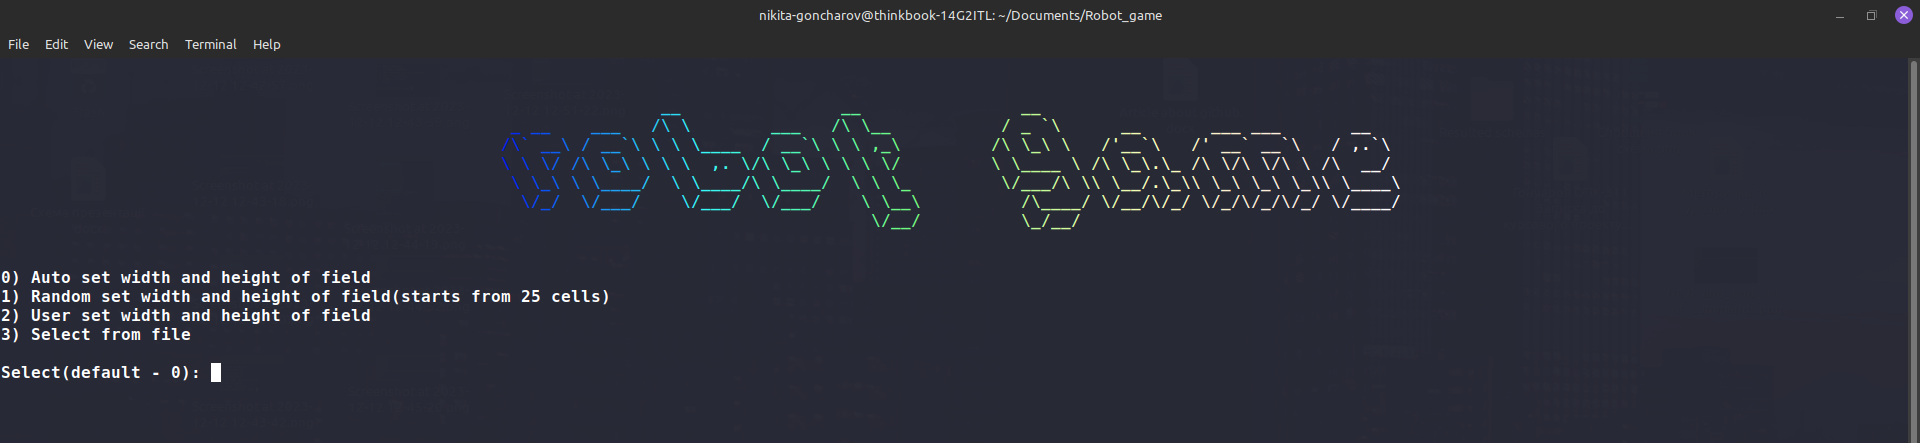 nikita-goncharov@thinkbook-14G2ITL: ~/Documents/Robot_game
File Edit View Search Terminal Help
robot game
0) Auto set width and height of field
1) Random set width and height of field(starts from 25 cells)
2) User set width and height of field
3) Select from file
Select(default - 0):